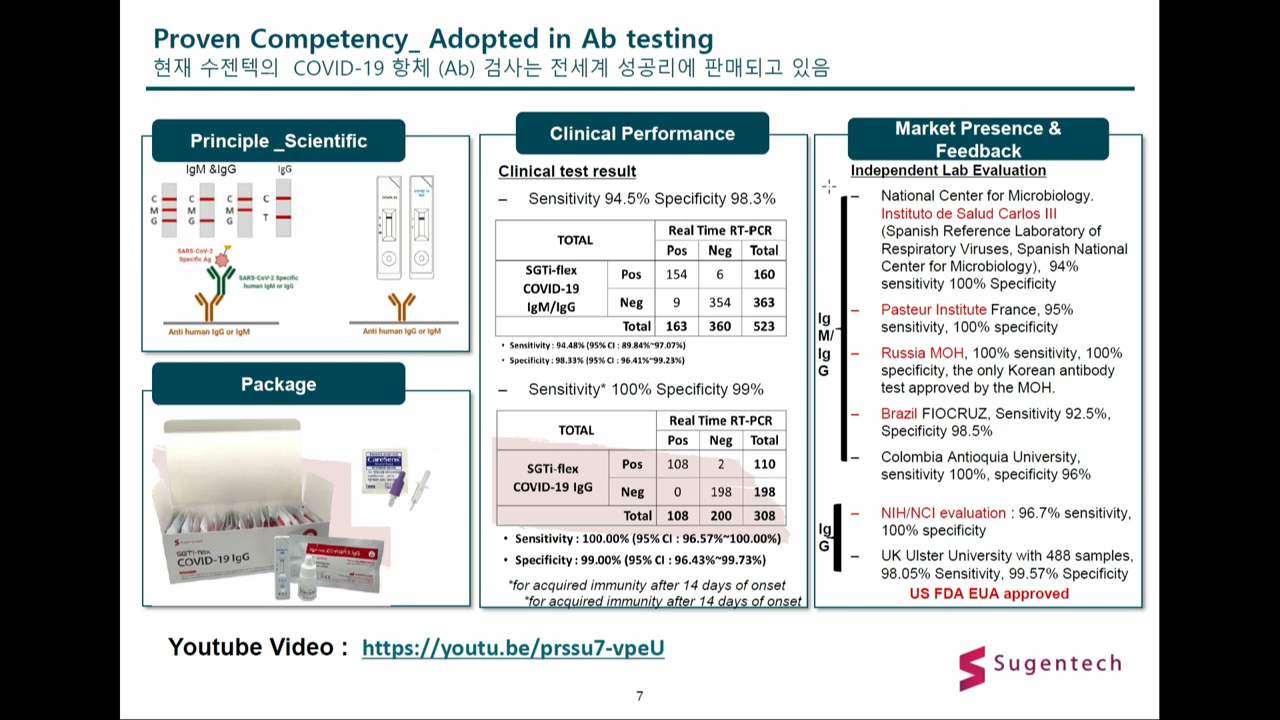 Proven Competency_ Adopted in Ab testing
현재 수젠텍의 COVID-19 항체 (Ab) 검사는 전세계 성공리에 판매되고 있음
Principle _Scientific
IgM &IgG
IgG
C
M
G
C
M
G
C
M
G
C
T
SARS-CoV-2
Specific Ag
SARS-CoV-2 Specific
human IgM or IgG
Anti human IgG or IgM
Anti human IgG or IgM
Package
CareSens
SGTi-flex
COVID-19 IgG
Clinical Performance
Clinical test result
– Sensitivity 94.5% Specificity 98.3%
TOTAL Real Time RT-PCR
Pos Neg Total
SGTi-flex
COVID-19
IgM/IgG
Pos 154 6 160
Neg 9 354 363
Total 163 360 523
• Sensitivity : 94.48% (95% CI : 89.84%~97.07%)
• Specificity : 98.33% (95% CI : 96.41%~99.23%)
– Sensitivity* 100% Specificity 99%
TOTAL Real Time RT-PCR
Pos Neg Total
SGTi-flex
COVID-19 IgG
Pos 108 2 110
Neg 0 198 198
Total 108 200 308
• Sensitivity : 100.00% (95% CI : 96.57%~100.00%)
• Specificity : 99.00% (95% CI : 96.43%~99.73%)
*for acquired immunity after 14 days of onset
*for acquired immunity after 14 days of onset
Market Presence &
Feedback
Independent Lab Evaluation
Ig
M/
Ig
G
– National Center for Microbiology.
Instituto de Salud Carlos III
(Spanish Reference Laboratory of
Respiratory Viruses, Spanish National
Center for Microbiology), 94%
sensitivity 100% Specificity
– Pasteur Institute France, 95%
sensitivity, 100% specificity
– Russia MOH, 100% sensitivity, 100%
specificity, the only Korean antibody
test approved by the MOH.
– Brazil FIOCRUZ, Sensitivity 92.5%,
Specificity 98.5%
– Colombia Antioquia University,
sensitivity 100%, specificity 96%
Ig
G
– NIH/NCI evaluation : 96.7% sensitivity,
100% specificity
– UK Ulster University with 488 samples,
98.05% Sensitivity, 99.57% Specificity
US FDA EUA approved
Youtube Video : https://youtu.be/prssu7-vpeU
Sugentech
7